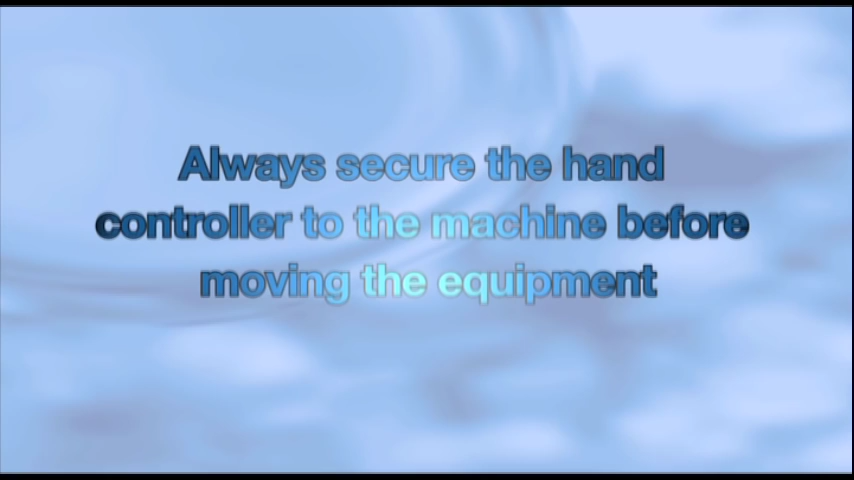 Always secure the hand
controller to the machine before
moving the equipment